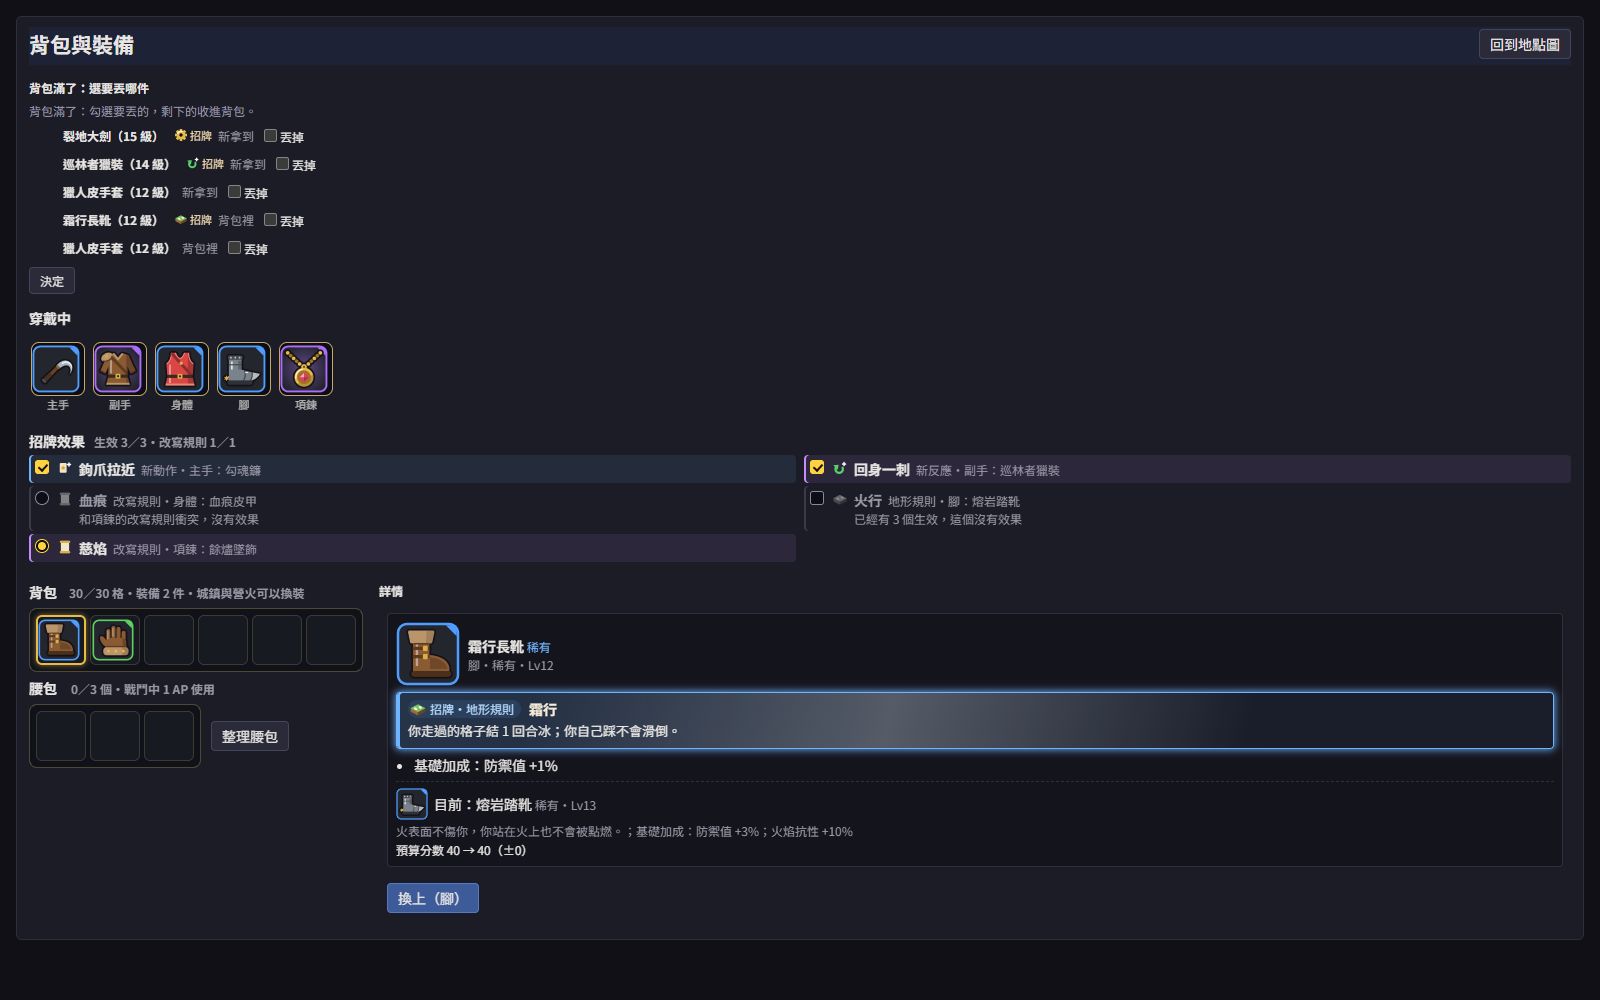 背包與裝備
回到地點圖
背包滿了：選要丟哪件
背包滿了：勾選要丟的，剩下的收進背包。
裂地大劍（15 級） 招牌 新拿到 丟掉
巡林者獵裝（14 級） 招牌 新拿到 丟掉
獵人皮手套（12 級） 新拿到 丟掉
霜行長靴（12 級） 招牌 背包裡 丟掉
獵人皮手套（12 級） 背包裡 丟掉
決定
穿戴中
主手 副手 身體 腳 項鍊
招牌效果 生效 3／3・改寫規則 1／1
鉤爪拉近 新動作・主手：勾魂鐮
回身一刺 新反應・副手：巡林者獵裝
血痕 改寫規則・身體：血痕皮甲
和項鍊的改寫規則衝突，沒有效果
火行 地形規則・腳：熔岩踏靴
已經有 3 個生效，這個沒有效果
慈焰 改寫規則・項鍊：餘燼墜飾
背包 30／30 格・裝備 2 件・城鎮與營火可以換裝
腰包 0／3 個・戰鬥中 1 AP 使用
整理腰包
詳情
霜行長靴 稀有
腳・稀有・Lv12
招牌・地形規則 霜行
你走過的格子結 1 回合冰；你自己踩不會滑倒。
• 基礎加成：防禦值 +1%
目前：熔岩踏靴 稀有・Lv13
火表面不傷你，你站在火上也不會被點燃。；基礎加成：防禦值 +3%；火焰抗性 +10%
預算分數 40 → 40（±0）
換上（腳）